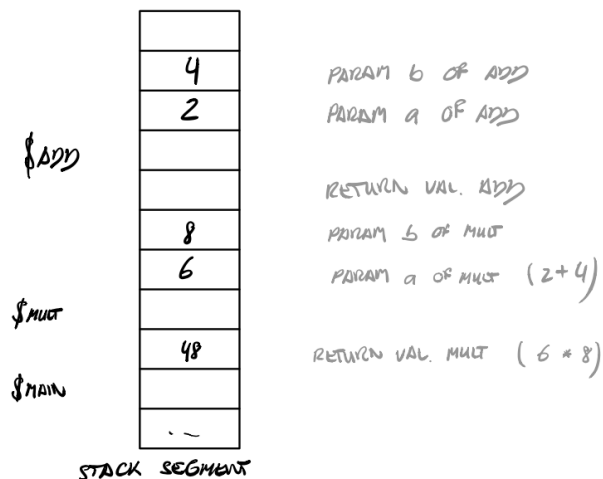 4 PARAM b OF ADD
2 PARAM a OF ADD
$ADD
RETURN VAL. ADD
8 PARAM b OF MULT
6 PARAM a OF MULT (2+4)
$MULT
48 RETURN VAL. MULT (6 * 8)
$MAIN
...
STACK SEGMENT